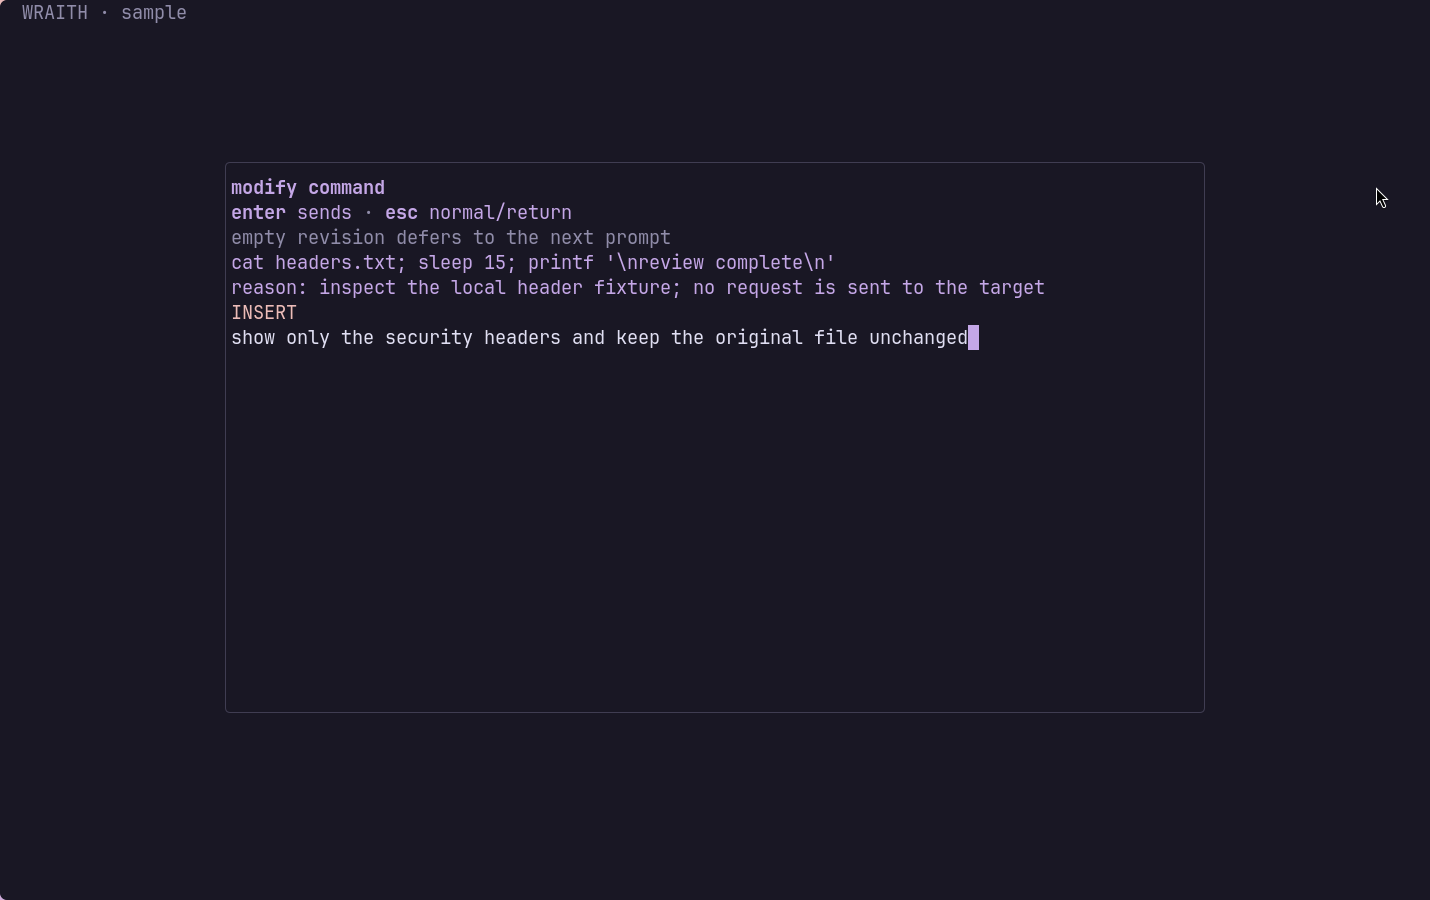 WRAITH · sample
modify command
enter sends · esc normal/return
empty revision defers to the next prompt
cat headers.txt; sleep 15; printf '\nreview complete\n'
reason: inspect the local header fixture; no request is sent to the target
INSERT
show only the security headers and keep the original file unchanged